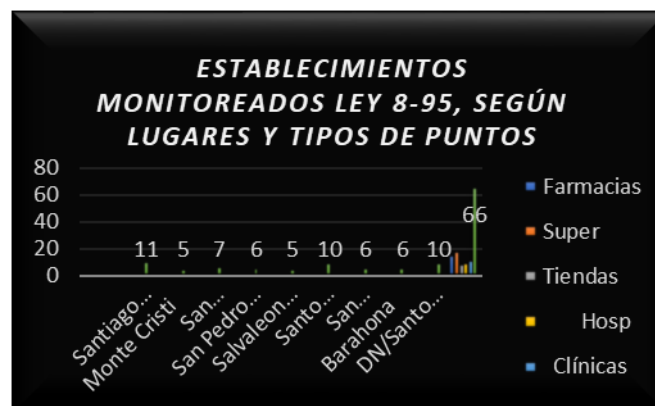 ESTABLECIMIENTOS
MONITOREADOS LEY 8-95, SEGÚN
LUGARES Y TIPOS DE PUNTOS
80
60
40
20
0
11 5 7 6 5 10 6 6 10 66
Santiago...
Monte Cristi
San...
San Pedro...
Salvaleon...
Santo...
San...
Barahona
DN/Santo...
Farmacias
Super
Tiendas
Hosp
Clínicas